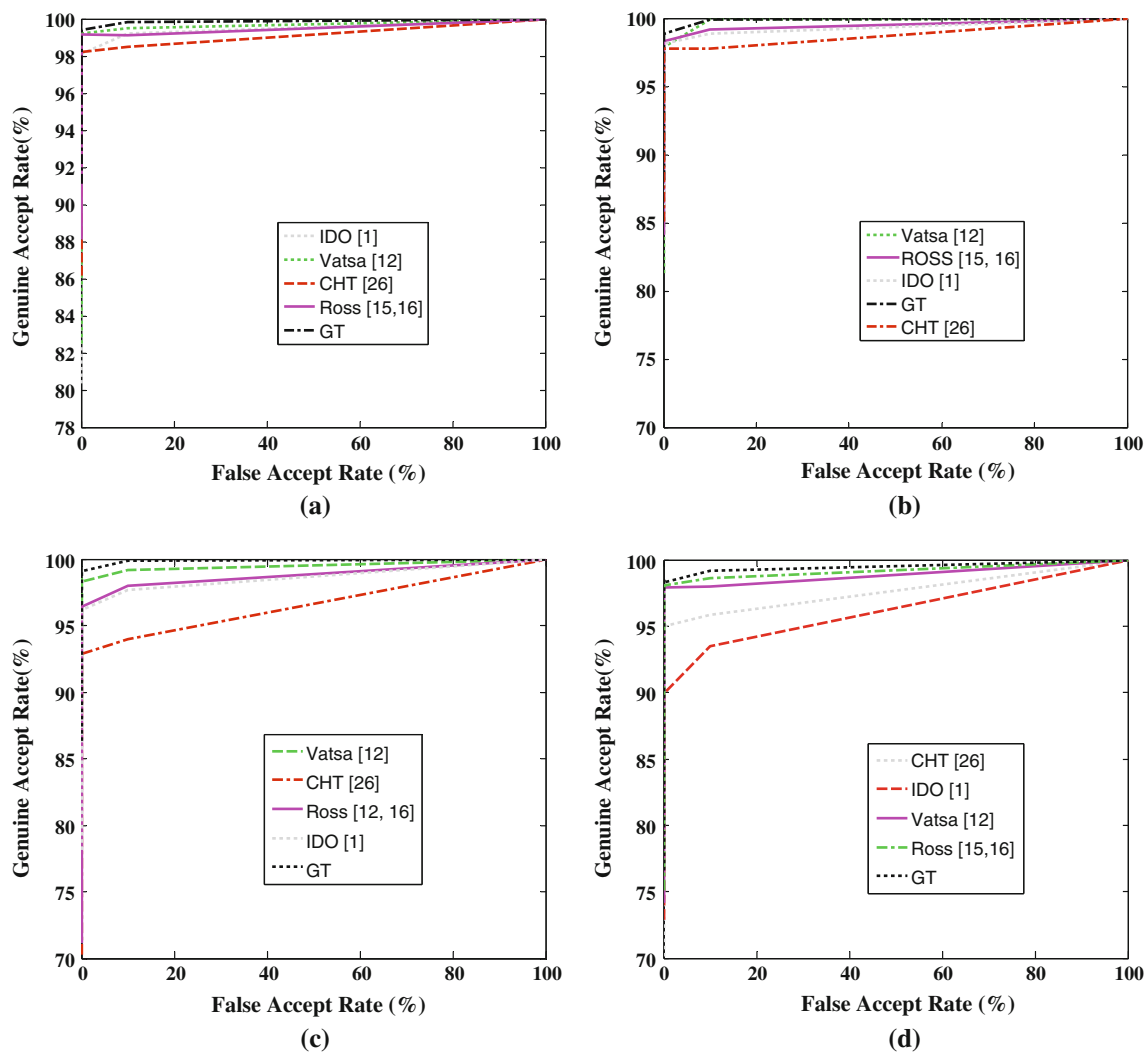 100
98
96
94
92
90
88
86
84
82
80
78
Genuine Accept Rate(%)
IDO [1]
Vatsa [12]
CHT [26]
Ross [15,16]
GT
0 20 40 60 80 100
False Accept Rate (%)
(a)
100
95
90
85
80
75
70
Genuine Accept Rate(%)
Vatsa [12]
ROSS [15, 16]
IDO [1]
GT
CHT [26]
0 20 40 60 80 100
False Accept Rate (%)
(b)
100
95
90
85
80
75
70
Genuine Accept Rate(%)
Vatsa [12]
CHT [26]
Ross [12, 16]
IDO [1]
GT
0 20 40 60 80 100
False Accept Rate (%)
(c)
100
95
90
85
80
75
70
Genuine Accept Rate(%)
CHT [26]
IDO [1]
Vatsa [12]
Ross [15,16]
GT
0 20 40 60 80 100
False Accept Rate (%)
(d)